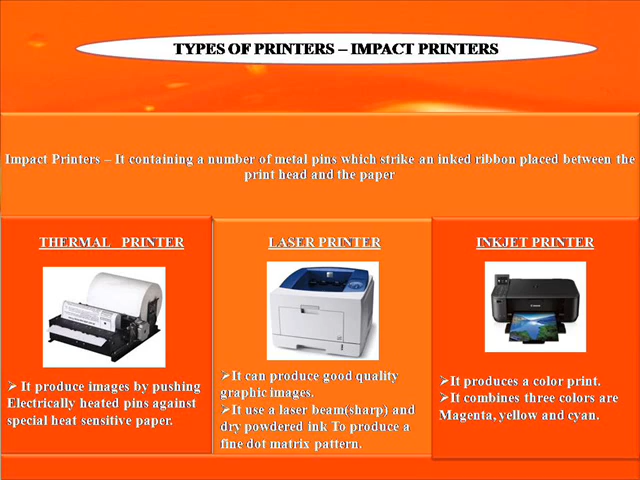 TYPES OF PRINTERS – IMPACT PRINTERS
Impact Printers – It containing a number of metal pins which strike an inked ribbon placed between the
print head and the paper
THERMAL PRINTER
It produce images by pushing
Electrically heated pins against
special heat sensitive paper.
LASER PRINTER
It can produce good quality
graphic images.
It use a laser beam(sharp) and
dry powdered ink To produce a
fine dot matrix pattern.
INKJET PRINTER
It produces a color print.
It combines three colors are
Magenta, yellow and cyan.